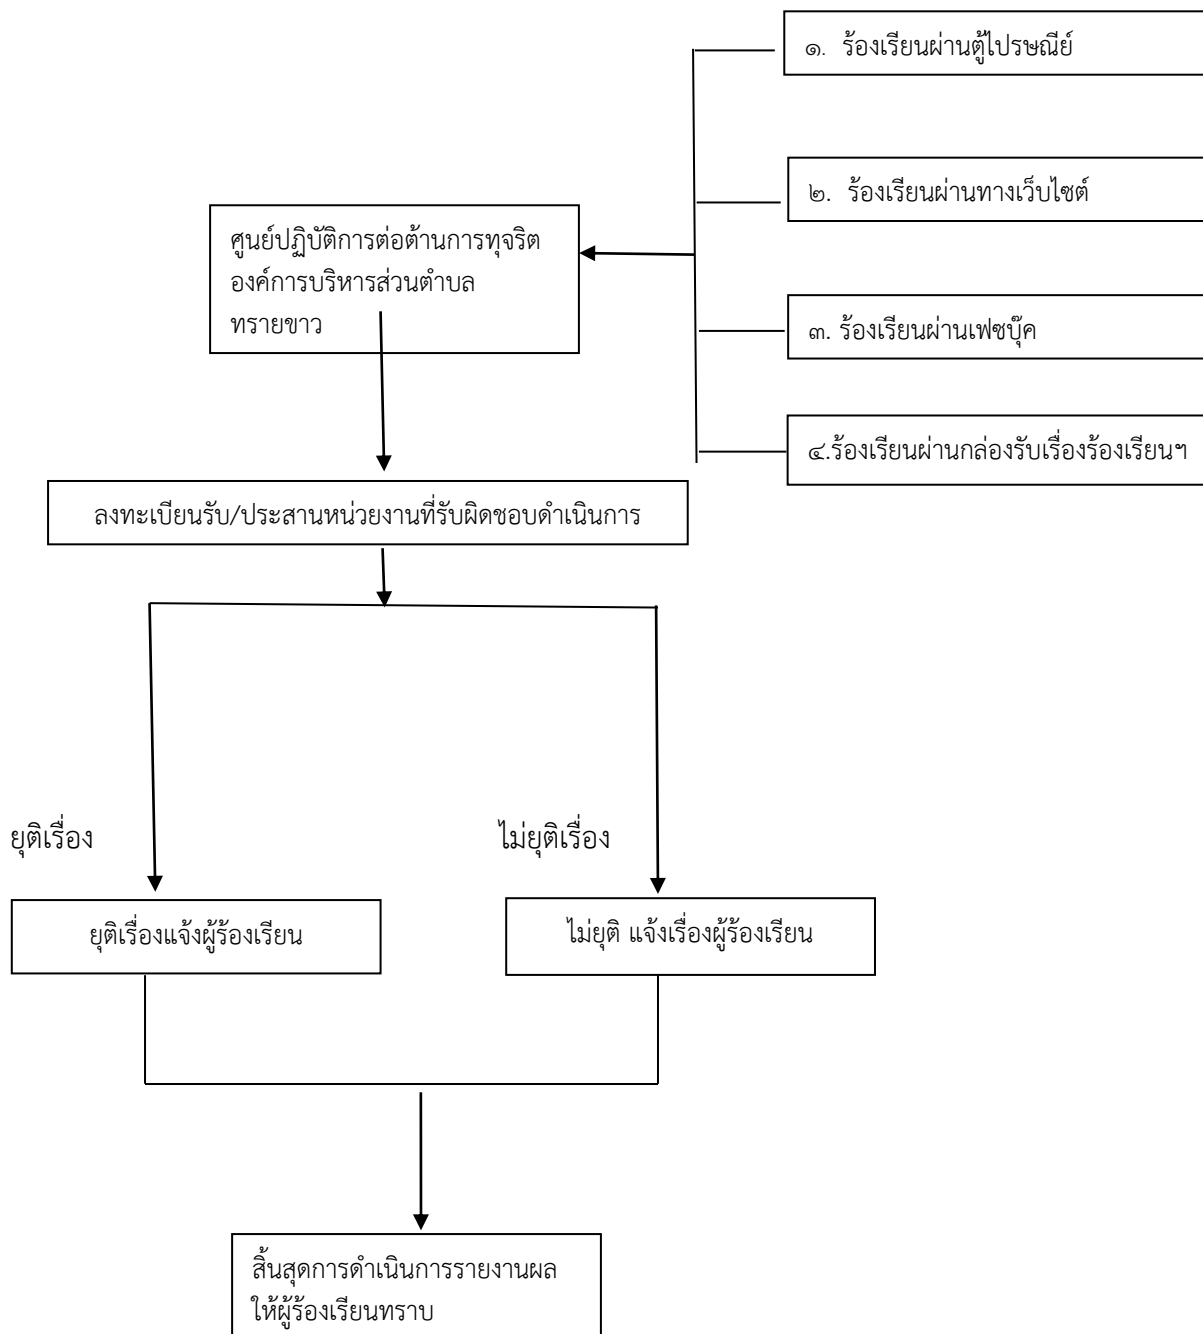 ๑. ร้องเรียนผ่านตู้ไปรษณีย์
๒. ร้องเรียนผ่านทางเว็บไซต์
ศูนย์ปฏิบัติการต่อต้านการทุจริต
องค์การบริหารส่วนตำบล
ทรายขาว
๓. ร้องเรียนผ่านเฟซบุ๊ค
๔.ร้องเรียนผ่านกล่องรับเรื่องร้องเรียนฯ
ลงทะเบียนรับ/ประสานหน่วยงานที่รับผิดชอบดำเนินการ
ยุติเรื่อง
ไม่ยุติเรื่อง
ยุติเรื่องแจ้งผู้ร้องเรียน
ไม่ยุติ แจ้งเรื่องผู้ร้องเรียน
สิ้นสุดการดำเนินการรายงานผล
ให้ผู้ร้องเรียนทราบ